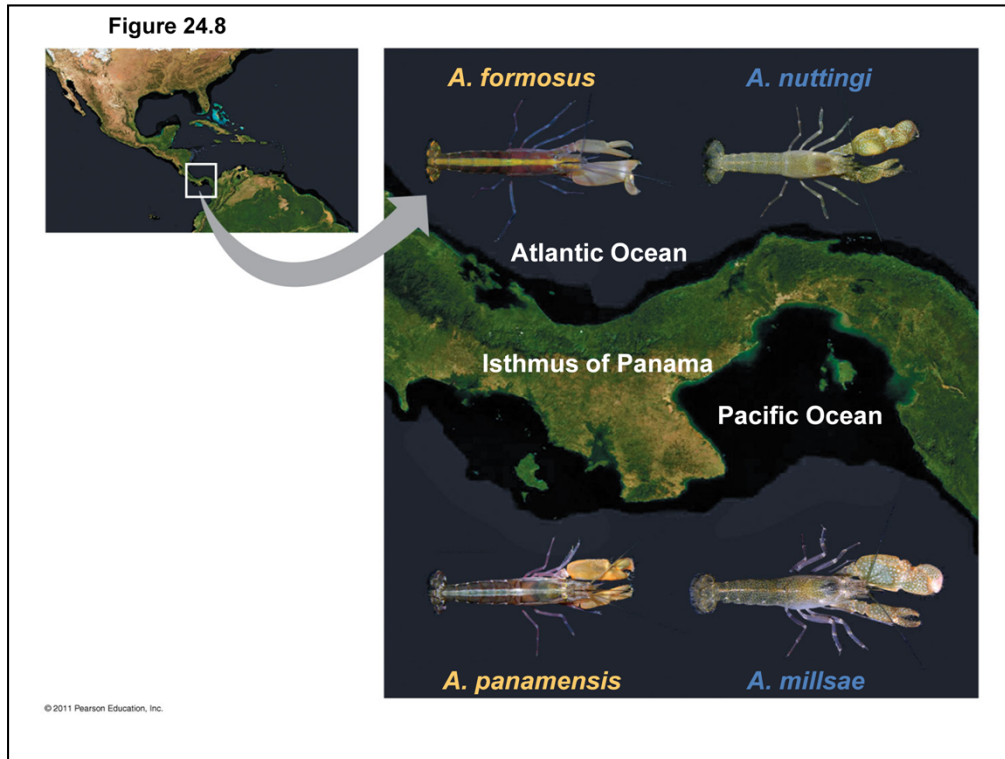 Figure 24.8
A. formosus
A. nuttingi
Atlantic Ocean
Isthmus of Panama
Pacific Ocean
A. panamensis
A. millsae
© 2011 Pearson Education, Inc.